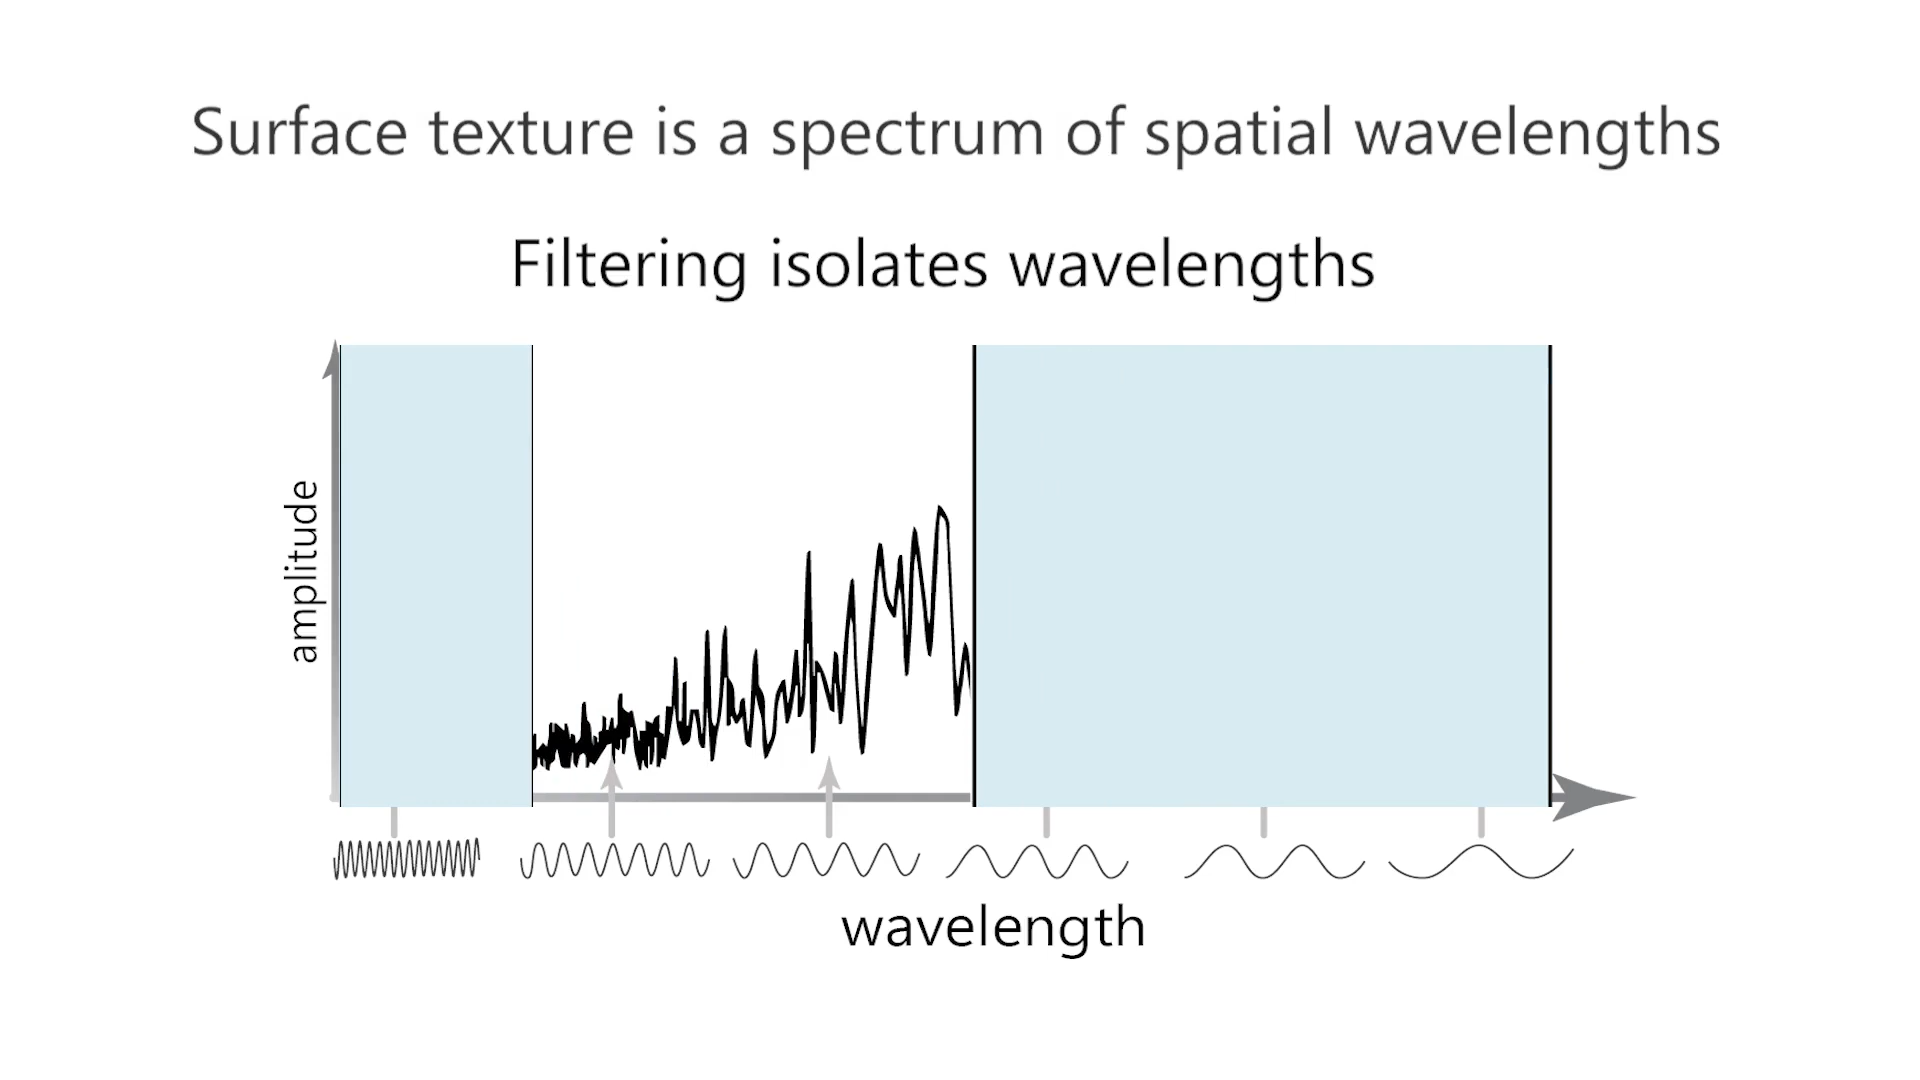 Surface texture is a spectrum of spatial wavelengths
Filtering isolates wavelengths
amplitude
wavelength